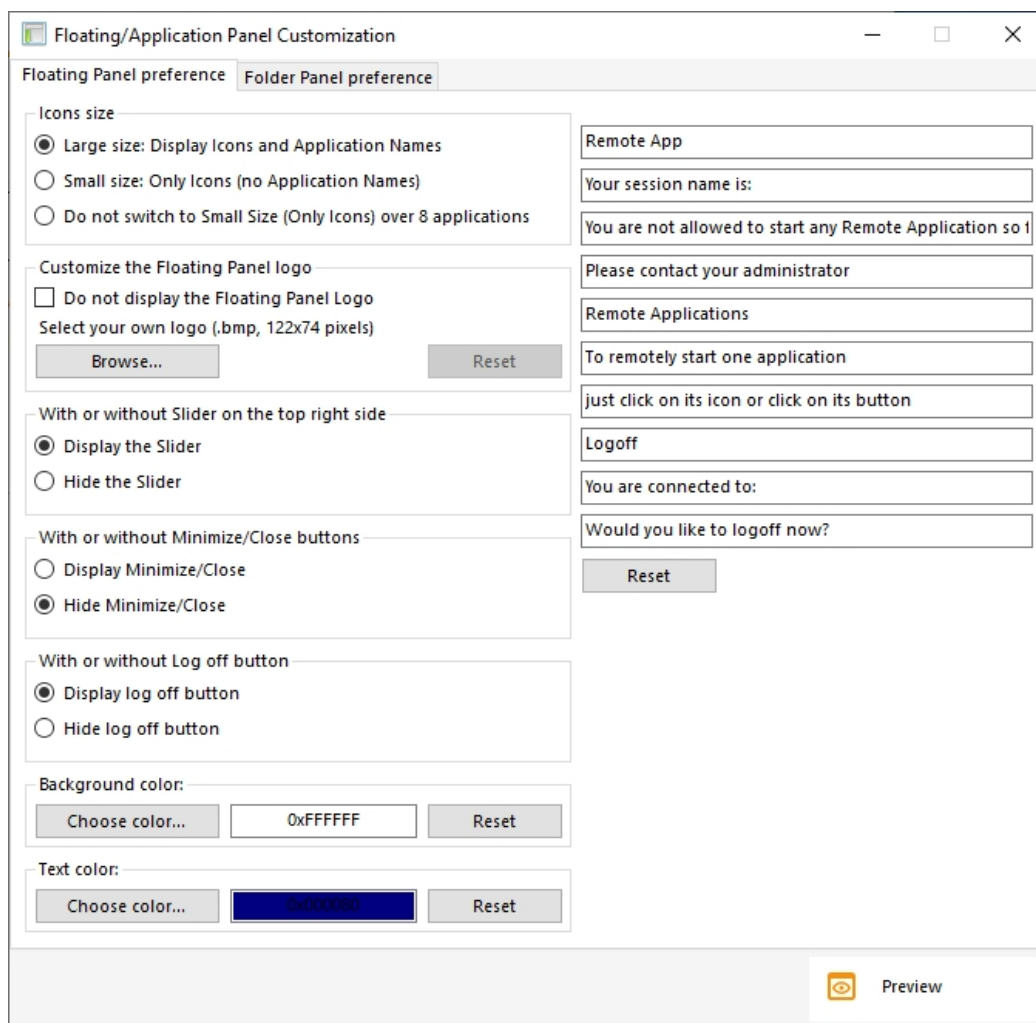 Floating/Application Panel Customization
Floating Panel preference
Folder Panel preference
Icons size
Large size: Display Icons and Application Names
Small size: Only Icons (no Application Names)
Do not switch to Small Size (Only Icons) over 8 applications
Customize the Floating Panel logo
Do not display the Floating Panel Logo
Select your own logo (.bmp, 122x74 pixels)
Browse...
Reset
With or without Slider on the top right side
Display the Slider
Hide the Slider
With or without Minimize/Close buttons
Display Minimize/Close
Hide Minimize/Close
With or without Log off button
Display log off button
Hide log off button
Background color:
Choose color...
0xFFFFFF
Reset
Text color:
Choose color...
0x000080
Reset
Remote App
Your session name is:
You are not allowed to start any Remote Application so
Please contact your administrator
Remote Applications
To remotely start one application
just click on its icon or click on its button
Logoff
You are connected to:
Would you like to logoff now?
Reset
Preview